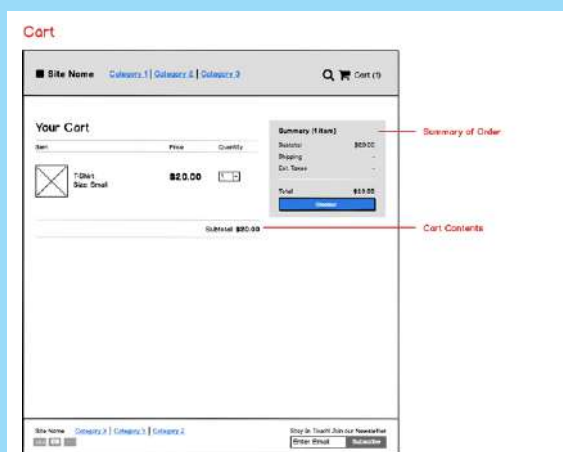 Cart
Site Name Category 1 | Category 2 | Category 3 Cart (1)
Your Cart
Item Price Quantity
T-Shirt
Size: Small
$20.00 1
Subtotal $20.00
Summary (1 item)
Subtotal $20.00
Shipping -
Est. Taxes -
Total
Checkout
Summary of Order
Cart Contents
Site Name
Stay In Touch! Join our Newsletter
Enter Email Subscribe